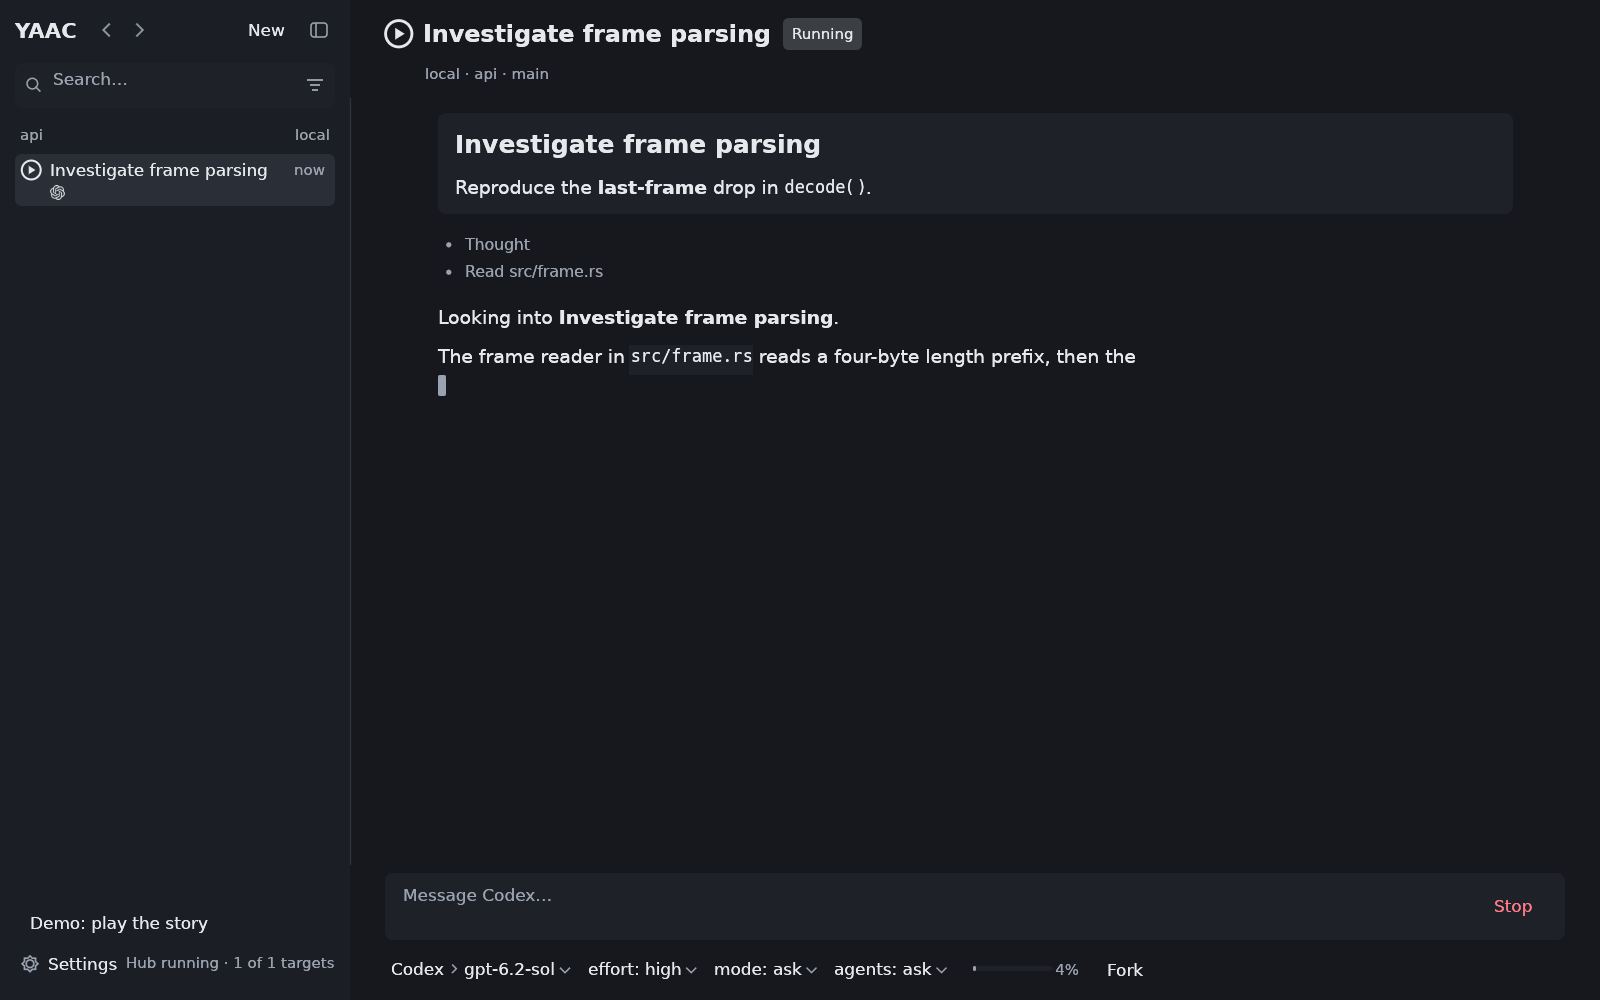 YAAC
New
Search...
api local
Investigate frame parsing now
Demo: play the story
Settings Hub running · 1 of 1 targets
Investigate frame parsing Running
local · api · main
Investigate frame parsing
Reproduce the last-frame drop in decode().
• Thought
• Read src/frame.rs
Looking into Investigate frame parsing.
The frame reader in src/frame.rs reads a four-byte length prefix, then the
Message Codex...
Stop
Codex > gpt-6.2-sol effort: high mode: ask agents: ask 4% Fork